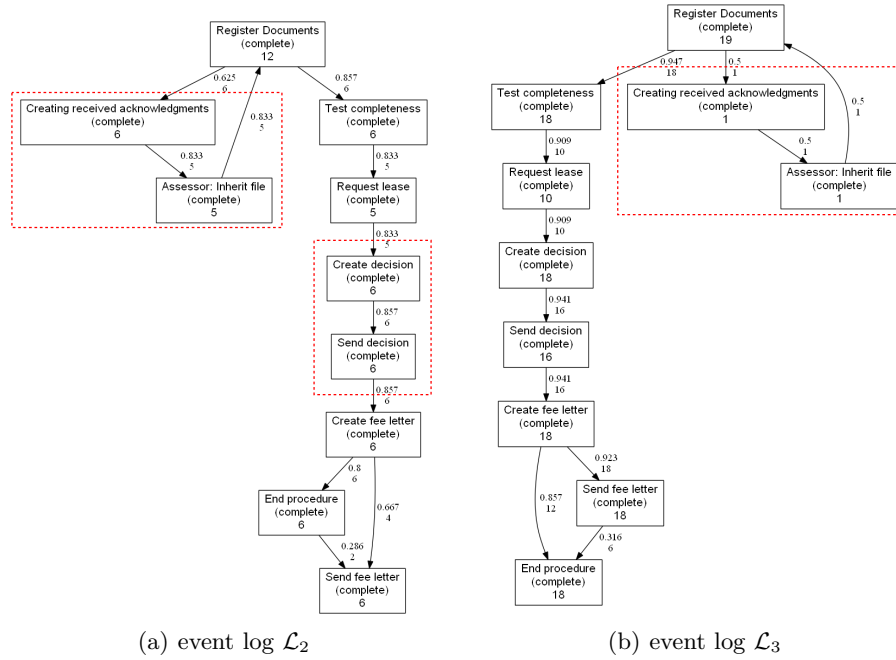 Register Documents
(complete)
12
0.625
6
0.857
6
Creating received acknowledgments
(complete)
6
0.833
5
Test completeness
(complete)
6
0.833
5
0.833
5
Assessor: Inherit file
(complete)
5
Request lease
(complete)
5
0.833
5
Create decision
(complete)
6
0.857
6
Send decision
(complete)
6
0.857
6
Create fee letter
(complete)
6
0.8
6
0.667
4
End procedure
(complete)
6
0.286
2
Send fee letter
(complete)
6
(a) event log L2
Register Documents
(complete)
19
0.947
18
0.5
1
Test completeness
(complete)
18
Creating received acknowledgments
(complete)
1
0.5
1
0.909
10
0.5
1
Request lease
(complete)
10
Assessor: Inherit file
(complete)
1
0.909
10
Create decision
(complete)
18
0.941
16
Send decision
(complete)
16
0.941
16
Create fee letter
(complete)
18
0.923
18
0.857
12
Send fee letter
(complete)
18
0.316
6
End procedure
(complete)
18
(b) event log L3